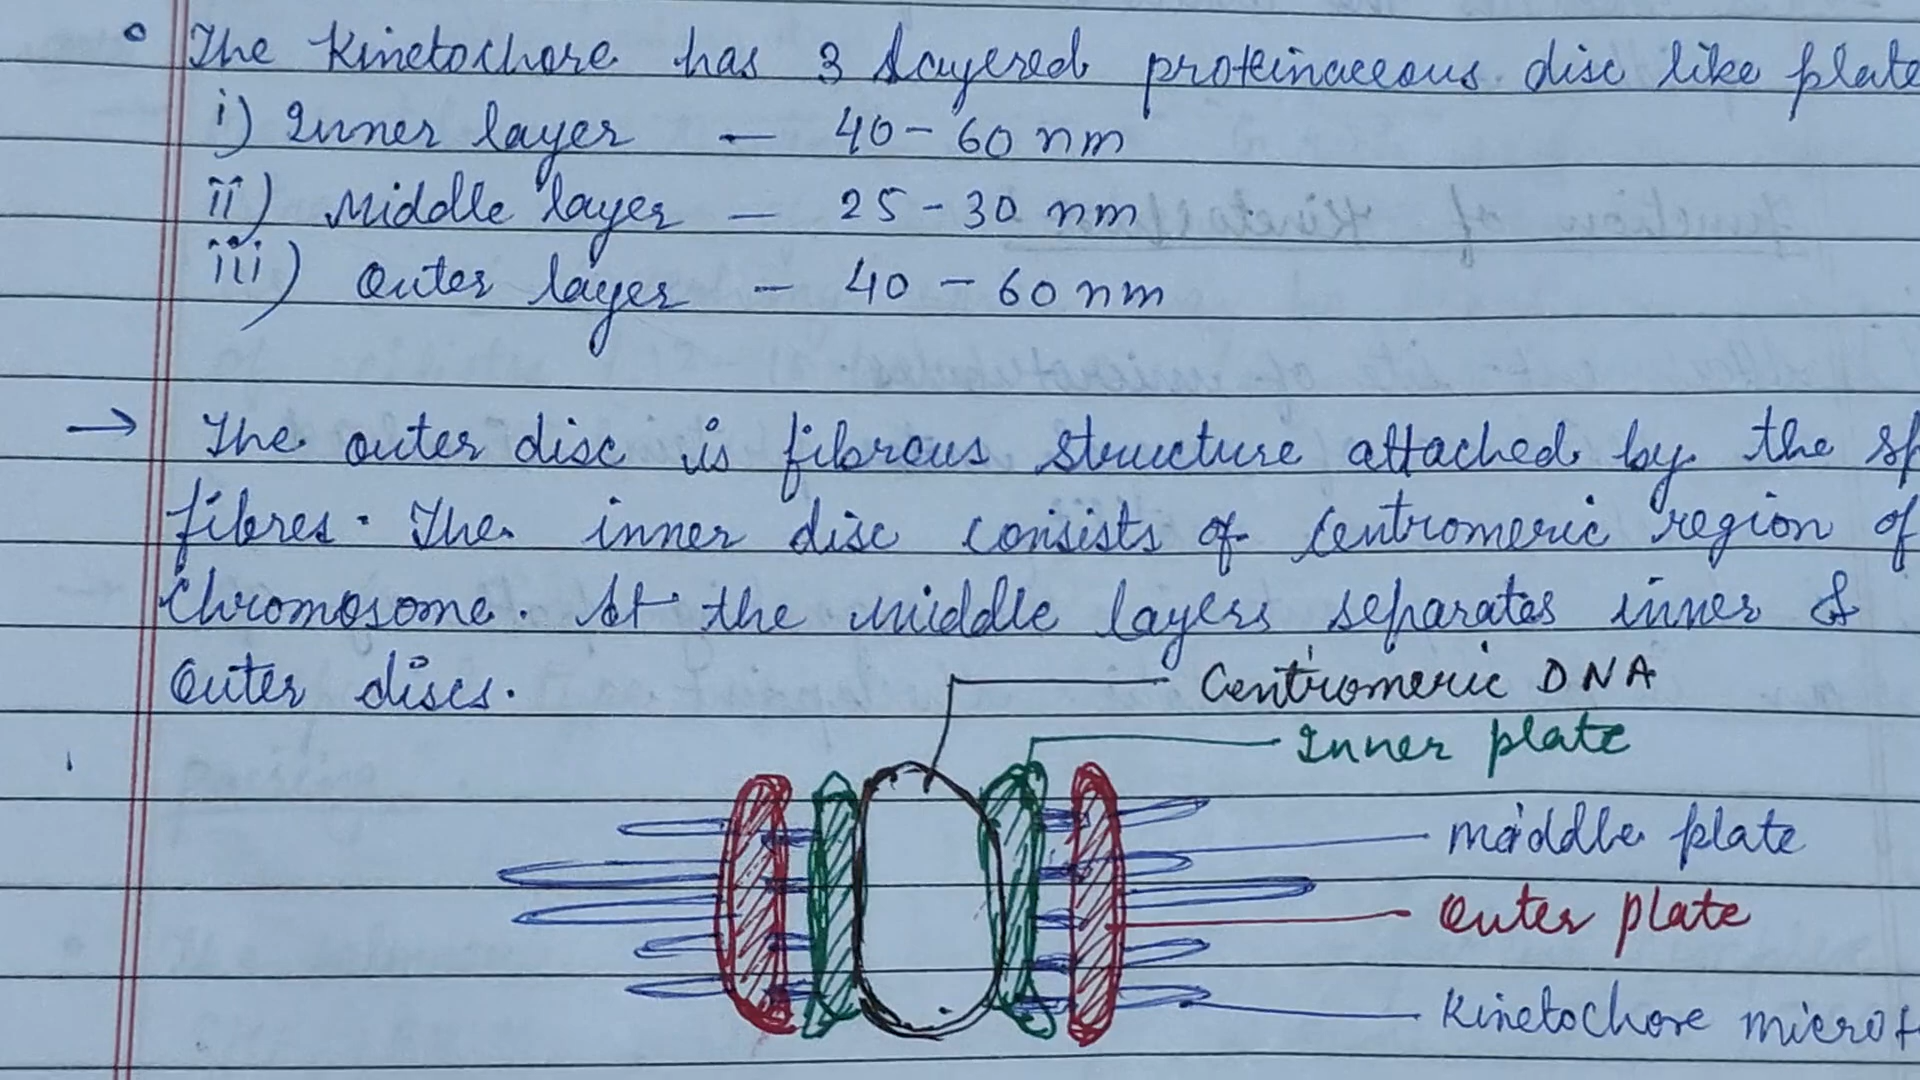 The Kinetochore has 3 layered proteinaceous disc like plate
i) Inner layer — 40-60 nm
ii) Middle layer — 25-30 nm
iii) Outer layer — 40-60 nm
→ The outer disc is fibrous structure attached by the sp
fibres. The inner disc consists of centromeric region of
chromosome. At the middle layers separates inner &
outer discs.
Centromeric DNA
Inner plate
Middle plate
Outer plate
Kinetochore microt